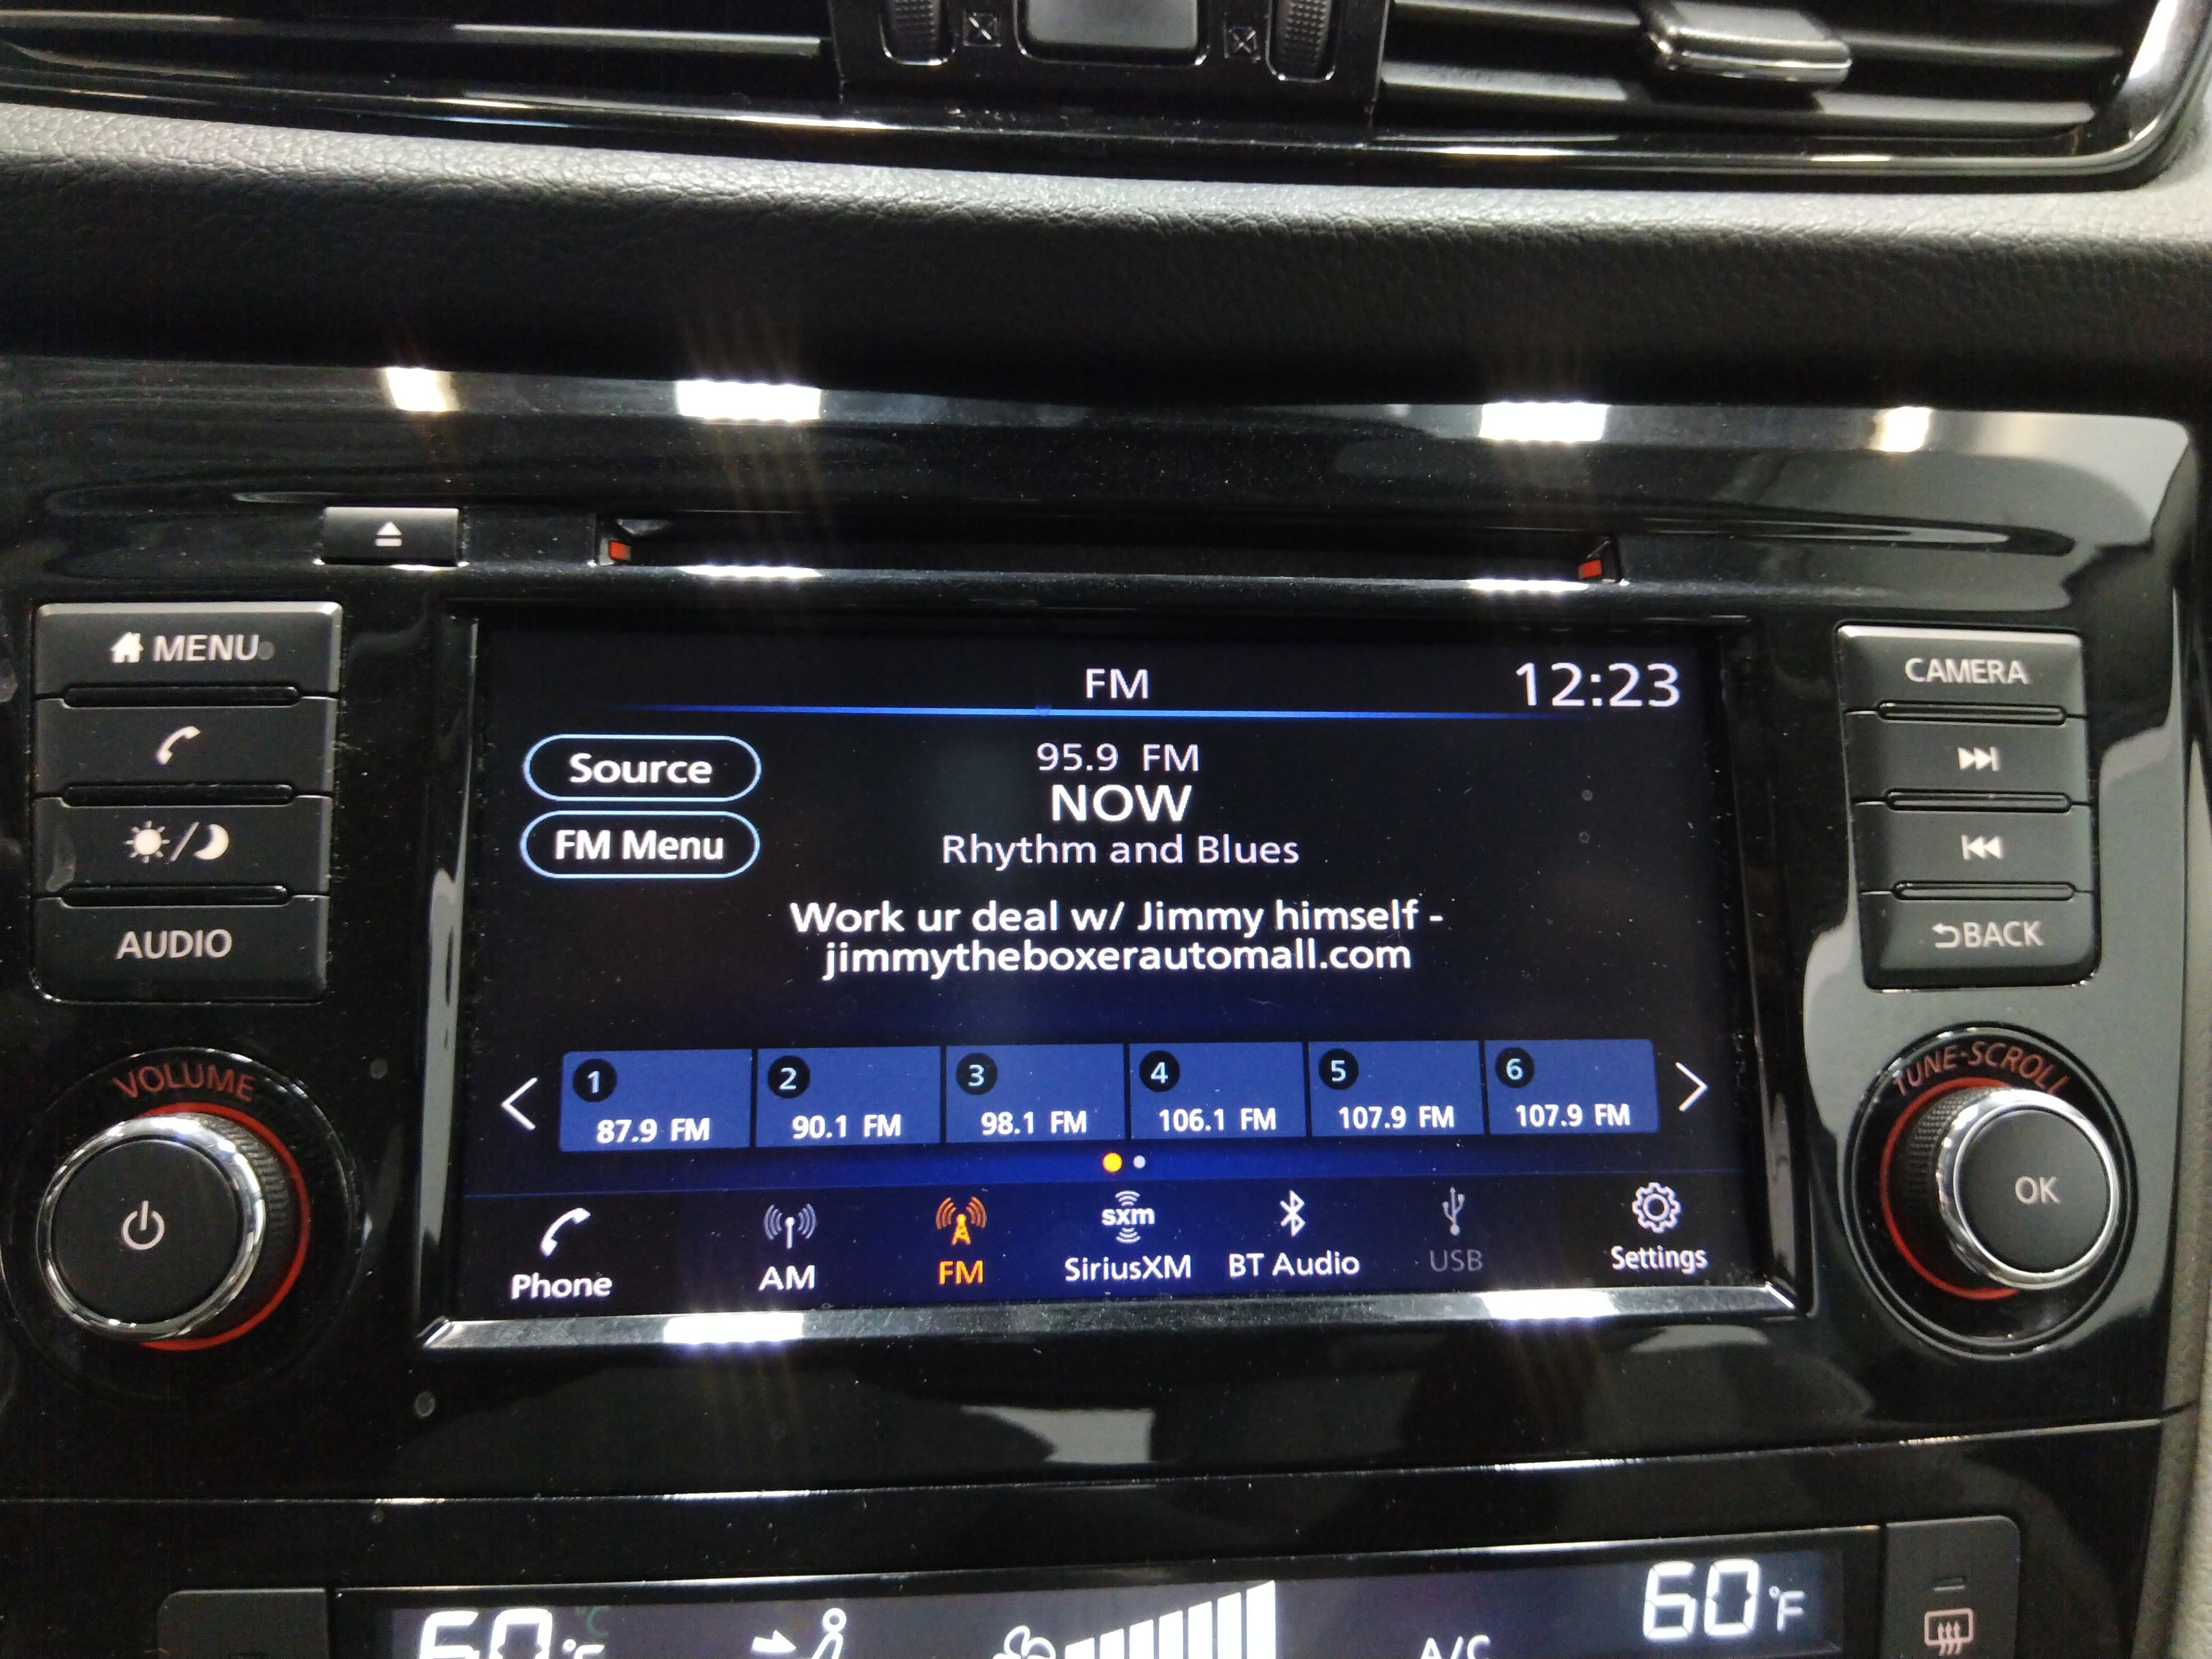 MENU
AUDIO
VOLUME
FM
12:23
Source
FM Menu
95.9 FM
NOW
Rhythm and Blues
Work ur deal w/ Jimmy himself -
jimmytheboxerautomall.com
1
87.9 FM
2
90.1 FM
3
98.1 FM
4
106.1 FM
5
107.9 FM
6
107.9 FM
Phone
AM
FM
sxm
SiriusXM
BT Audio
USB
Settings
CAMERA
BACK
TUNE·SCROLL
OK
60 °F
A/C
60 °F